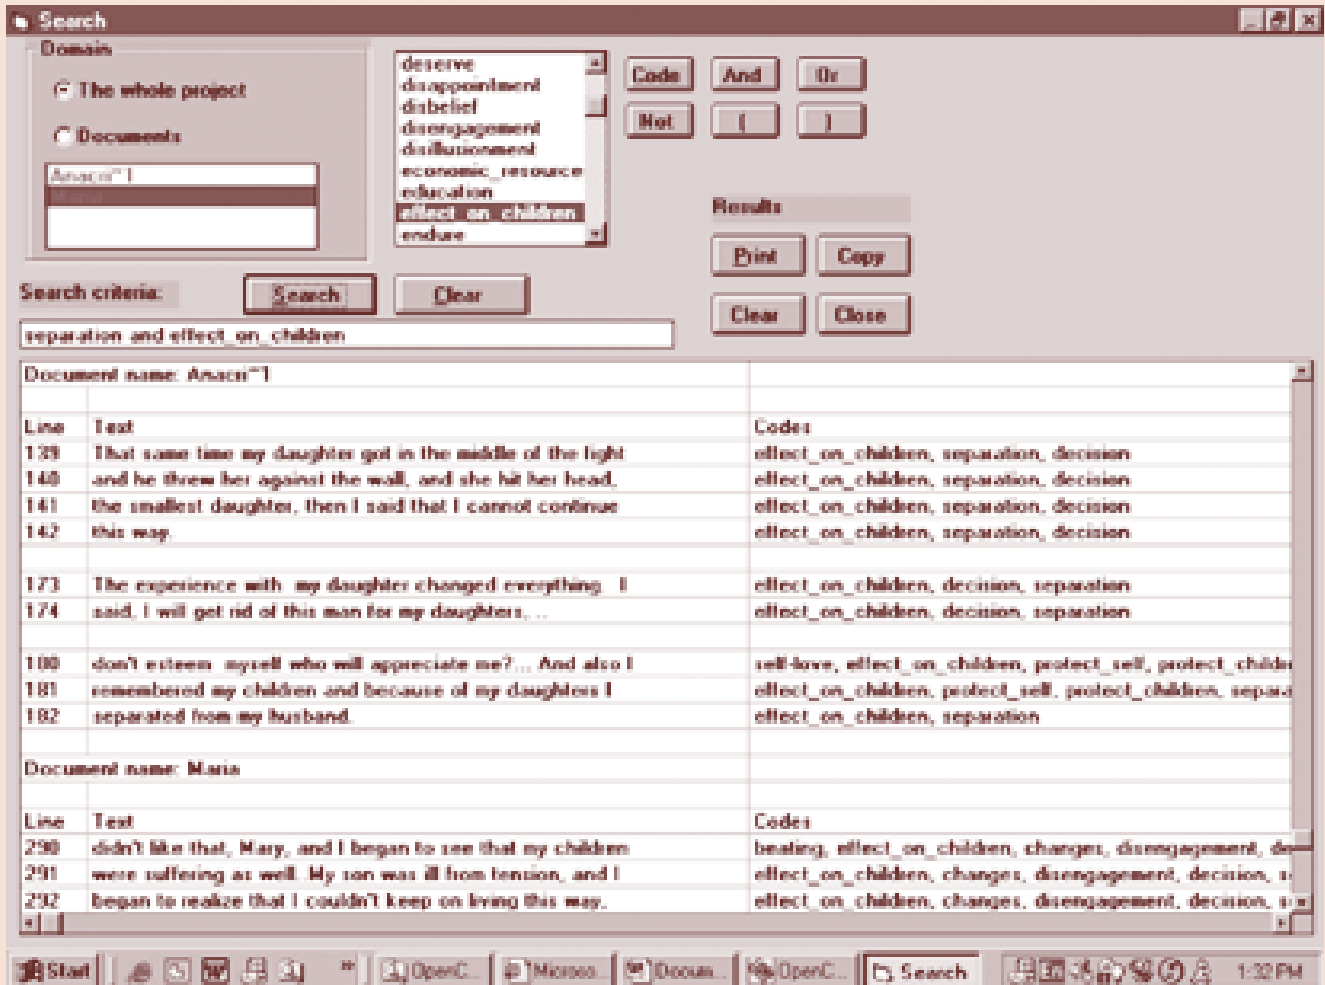 Search
Domain
The whole project
Documents
Anacri~1
Maria
deserve
disappointment
disbelief
disengagement
disillusionment
economic_resource
education
effect_on_children
endure
Code And Or
Not ( )
Results
Print Copy
Clear Close
Search criteria: Search Clear
separation and effect_on_children
Document name: Anacri~1
Line Text Codes
139 That same time my daughter got in the middle of the fight effect_on_children, separation, decision
140 and he threw her against the wall, and she hit her head, effect_on_children, separation, decision
141 the smallest daughter, then I said that I cannot continue effect_on_children, separation, decision
142 this way. effect_on_children, separation, decision
173 The experience with my daughter changed everything. I effect_on_children, decision, separation
174 said, I will get rid of this man for my daughters, ... effect_on_children, decision, separation
180 don't esteem myself who will appreciate me?... And also I self-love, effect_on_children, protect_self, protect_childre
181 remembered my children and because of my daughters I effect_on_children, protect_self, protect_children, separa
182 separated from my husband. effect_on_children, separation
Document name: Maria
Line Text Codes
290 didn't like that, Mary, and I began to see that my children beating, effect_on_children, changes, disengagement, de
291 were suffering as well. My son was ill from tension, and I effect_on_children, changes, disengagement, decision, s
292 began to realize that I couldn't keep on living this way, effect_on_children, changes, disengagement, decision, s
Start OpenC... Microso... Docum... OpenC... Search En 1:32 PM